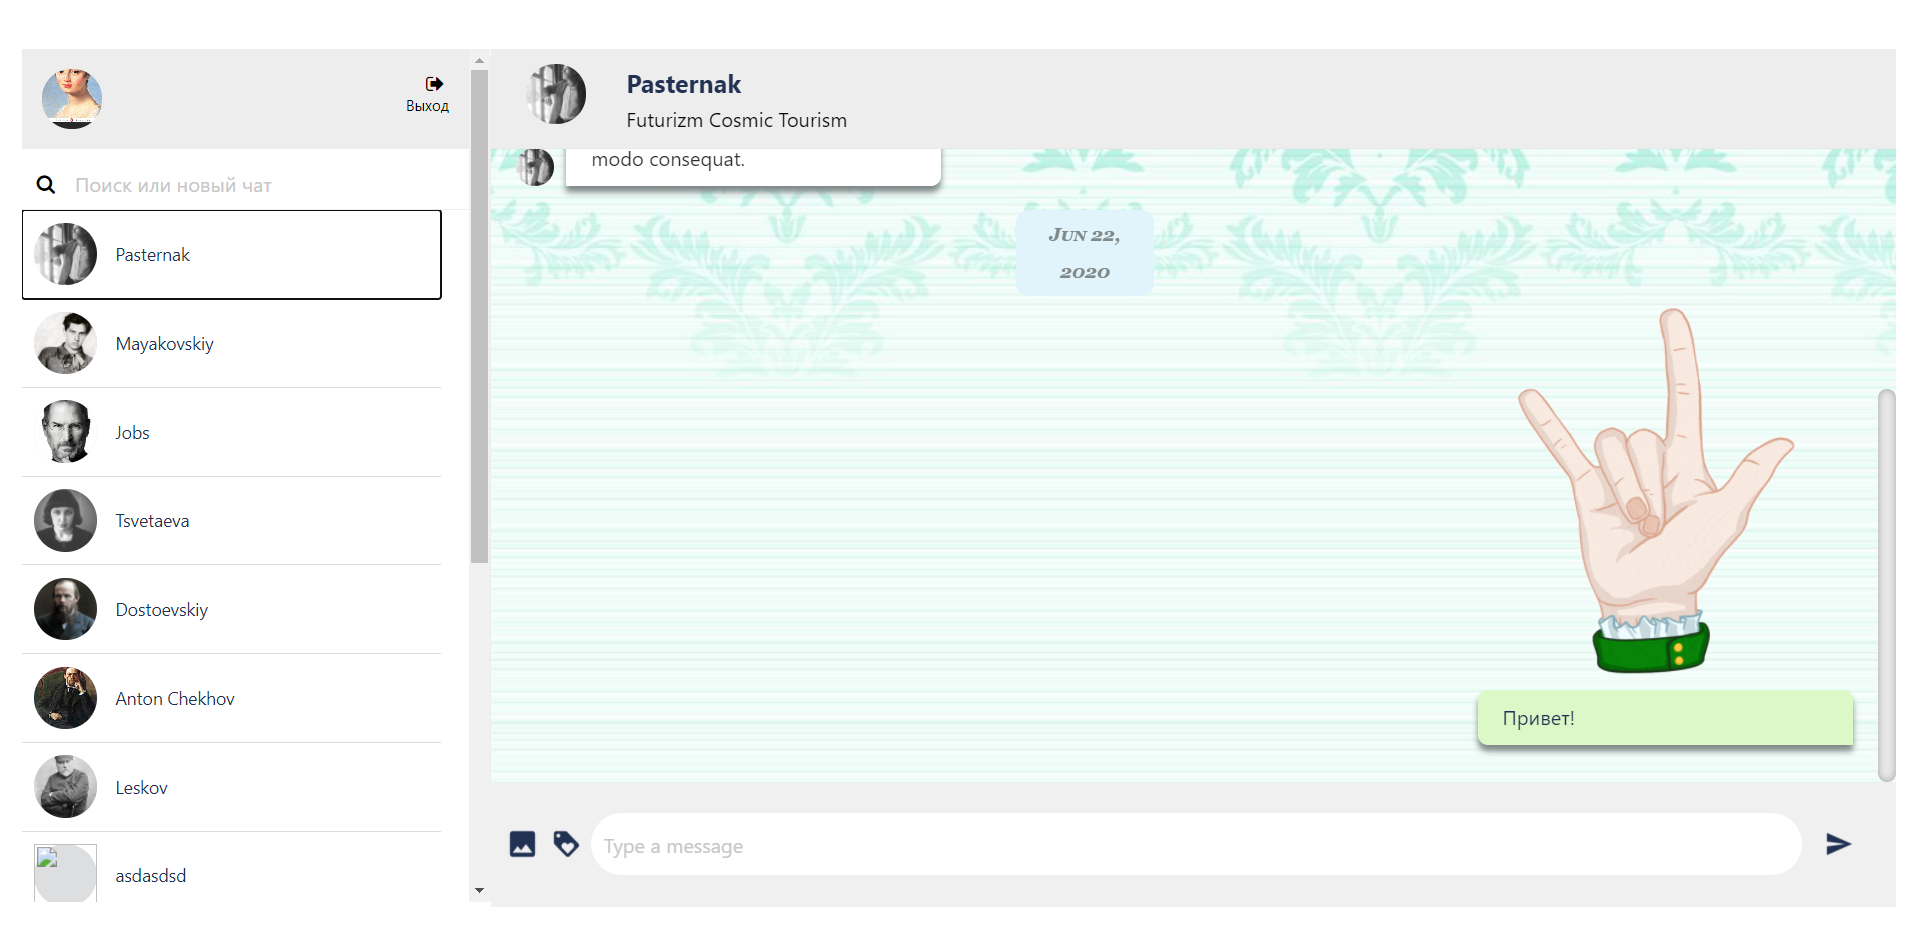 Выход
Поиск или новый чат
Pasternak
Mayakovskiy
Jobs
Tsvetaeva
Dostoevskiy
Anton Chekhov
Leskov
asdasdsd
Pasternak
Futurizm Cosmic Tourism
modo consequat.
Jun 22,
2020
Привет!
Type a message